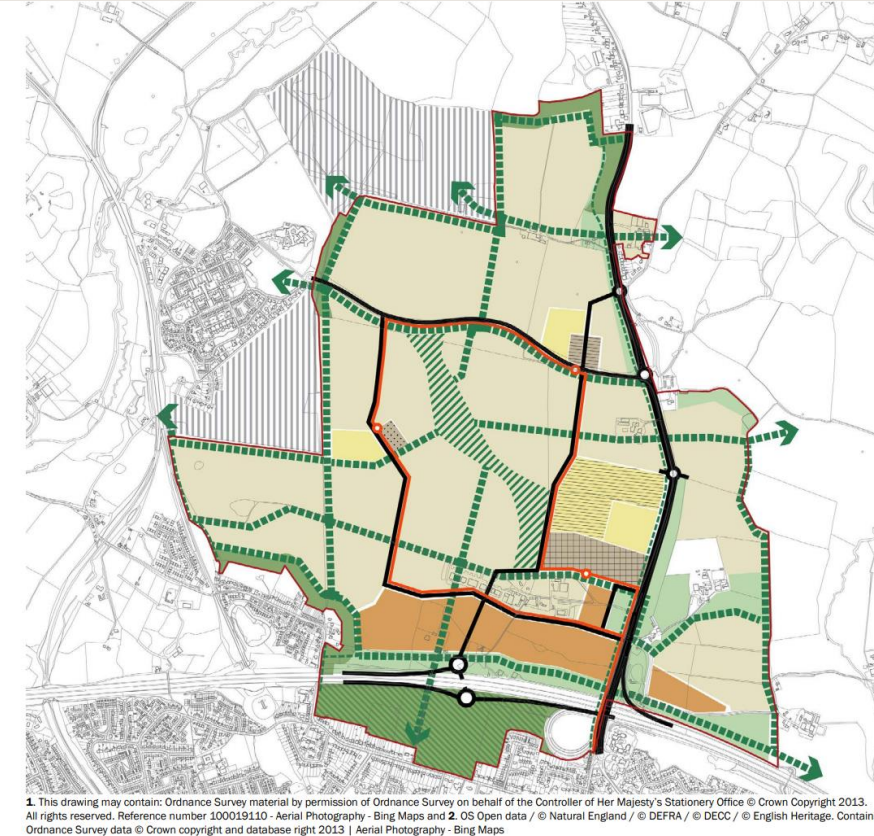 1. This drawing may contain: Ordnance Survey material by permission of Ordnance Survey on behalf of the Controller of Her Majesty's Stationery Office © Crown Copyright 2013.
All rights reserved. Reference number 100019110 - Aerial Photography - Bing Maps and 2. OS Open data / © Natural England / © DEFRA / © DECC / © English Heritage. Contain
Ordnance Survey data © Crown copyright and database right 2013 | Aerial Photography - Bing Maps